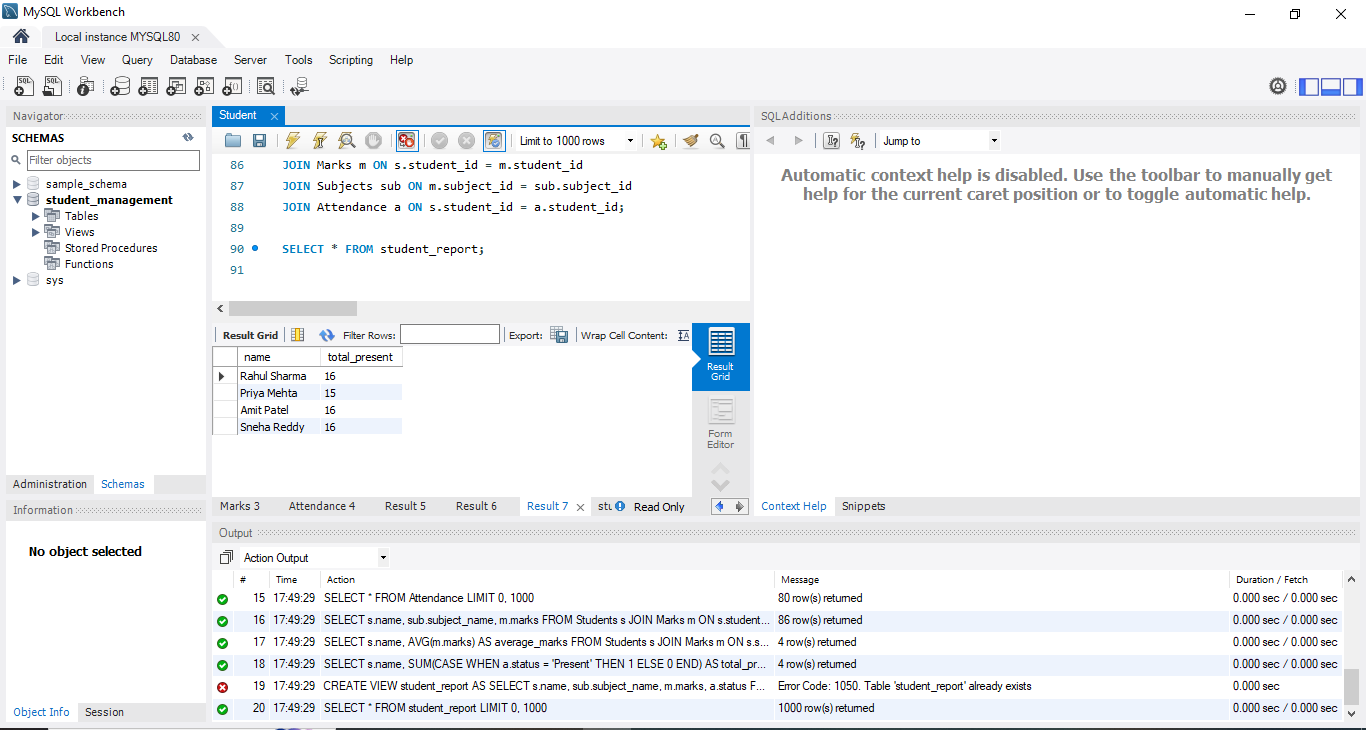 MySQL Workbench
Local instance MYSQL80
File Edit View Query Database Server Tools Scripting Help
Navigator
SCHEMAS
Filter objects
sample_schema
student_management
Tables
Views
Stored Procedures
Functions
sys
Administration Schemas
Information
No object selected
Object Info Session
Student
Limit to 1000 rows
86 JOIN Marks m ON s.student_id = m.student_id
87 JOIN Subjects sub ON m.subject_id = sub.subject_id
88 JOIN Attendance a ON s.student_id = a.student_id;
89
90 SELECT * FROM student_report;
91
Result Grid Filter Rows: Export: Wrap Cell Content:
name total_present
Rahul Sharma 16
Priya Mehta 15
Amit Patel 16
Sneha Reddy 16
Result
Grid
Form
Editor
Marks 3 Attendance 4 Result 5 Result 6 Result 7 stu Read Only
SQLAdditions
Jump to
Automatic context help is disabled. Use the toolbar to manually get
help for the current caret position or to toggle automatic help.
Context Help Snippets
Output
Action Output
# Time Action Message Duration / Fetch
15 17:49:29 SELECT * FROM Attendance LIMIT 0, 1000 80 row(s) returned 0.000 sec / 0.000 sec
16 17:49:29 SELECT s.name, sub.subject_name, m.marks FROM Students s JOIN Marks m ON s.student... 86 row(s) returned 0.000 sec / 0.000 sec
17 17:49:29 SELECT s.name, AVG(m.marks) AS average_marks FROM Students s JOIN Marks m ON s.s... 4 row(s) returned 0.000 sec / 0.000 sec
18 17:49:29 SELECT s.name, SUM(CASE WHEN a.status = 'Present' THEN 1 ELSE 0 END) AS total_pr... 4 row(s) returned 0.000 sec / 0.000 sec
19 17:49:29 CREATE VIEW student_report AS SELECT s.name, sub.subject_name, m.marks, a.status F... Error Code: 1050. Table 'student_report' already exists 0.000 sec
20 17:49:29 SELECT * FROM student_report LIMIT 0, 1000 1000 row(s) returned 0.000 sec / 0.000 sec